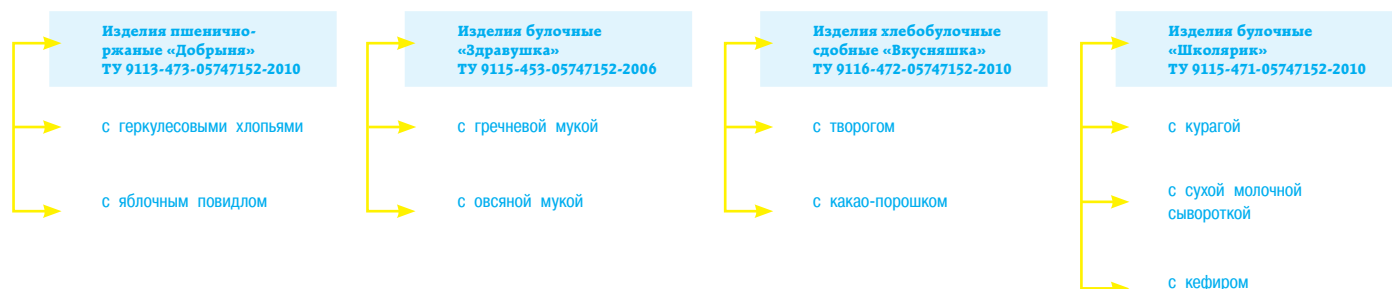 Изделия пшенично-
ржаные «Добрыня»
ТУ 9113-473-05747152-2010
с геркулесовыми хлопьями
с яблочным повидлом
Изделия булочные
«Здравушка»
ТУ 9115-453-05747152-2006
с гречневой мукой
с овсяной мукой
Изделия хлебобулочные
сдобные «Вкусняшка»
ТУ 9116-472-05747152-2010
с творогом
с какао-порошком
Изделия булочные
«Школярик»
ТУ 9115-471-05747152-2010
с курагой
с сухой молочной
сывороткой
с кефиром